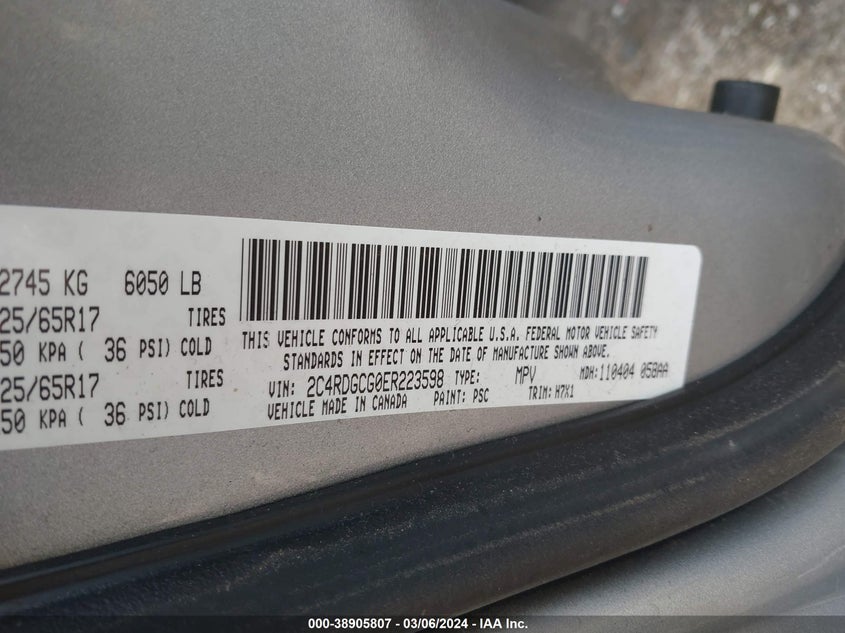 2745 KG 6050 LB
25/65R17 TIRES
50 KPA ( 36 PSI) COLD
25/65R17 TIRES
50 KPA ( 36 PSI) COLD
THIS VEHICLE CONFORMS TO ALL APPLICABLE U.S.A. FEDERAL MOTOR VEHICLE SAFETY
STANDARDS IN EFFECT ON THE DATE OF MANUFACTURE SHOWN ABOVE.
VIN: 2C4RDGCG0ER223598 TYPE: MPV MDH: 110404 058AA
VEHICLE MADE IN CANADA PAINT: PSC TRIM: H7X1
000-38905807 - 03/06/2024 - IAA Inc.